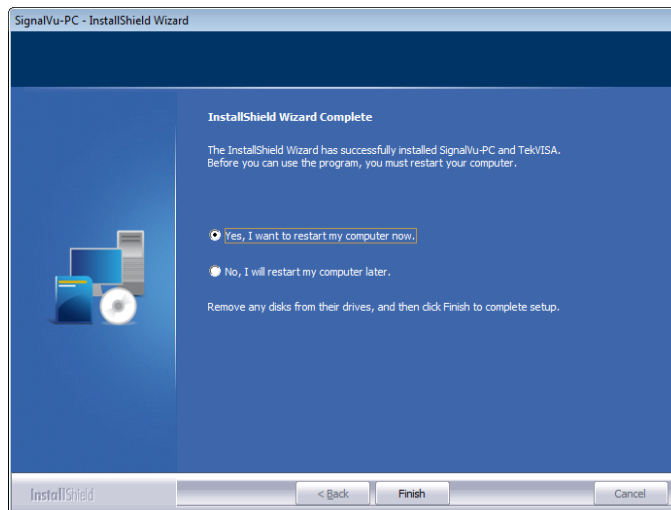 SignalVu-PC - InstallShield Wizard
InstallShield Wizard Complete
The InstallShield Wizard has successfully installed SignalVu-PC and TekVISA.
Before you can use the program, you must restart your computer.
Yes, I want to restart my computer now.
No, I will restart my computer later.
Remove any disks from their drives, and then click Finish to complete setup.
InstallShield
< Back
Finish
Cancel